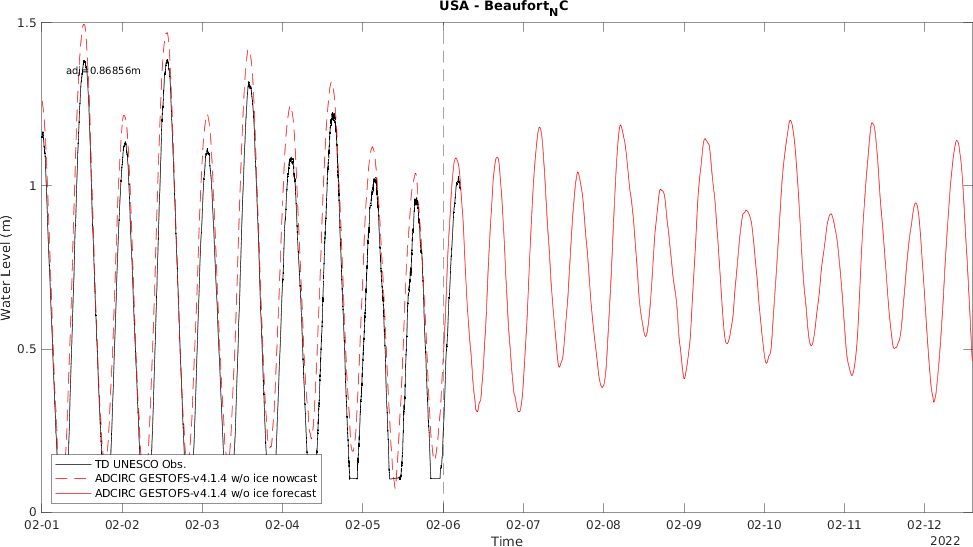 USA - Beaufort_NC
1.5
adj=0.86856m
1
Water Level (m)
0.5
TD UNESCO Obs.
ADCIRC GESTOFS-v4.1.4 w/o ice nowcast
ADCIRC GESTOFS-v4.1.4 w/o ice forecast
0
02-01 02-02 02-03 02-04 02-05 02-06 02-07 02-08 02-09 02-10 02-11 02-12
Time
2022